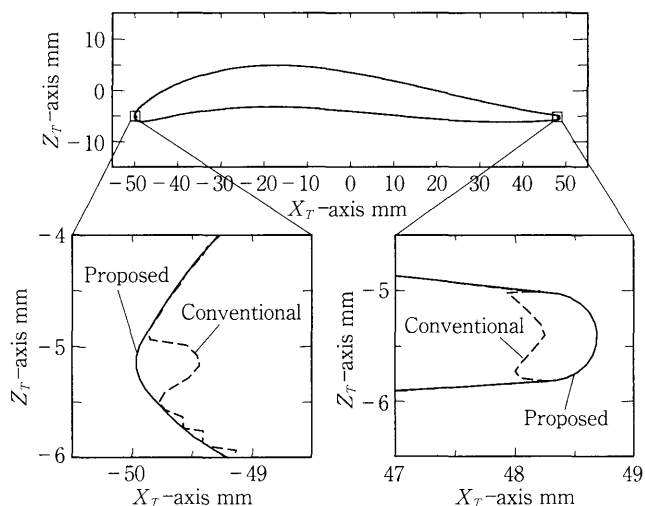 Z_T-axis mm
15
10
0
-10
-50 -40 -30 -20 -10 0 10 20 30 40 50
X_T-axis mm
Z_T-axis mm
-4
-5
-6
Proposed
Conventional
-50 -49
X_T-axis mm
Z_T-axis mm
-5
-6
Conventional
Proposed
47 48 49
X_T-axis mm